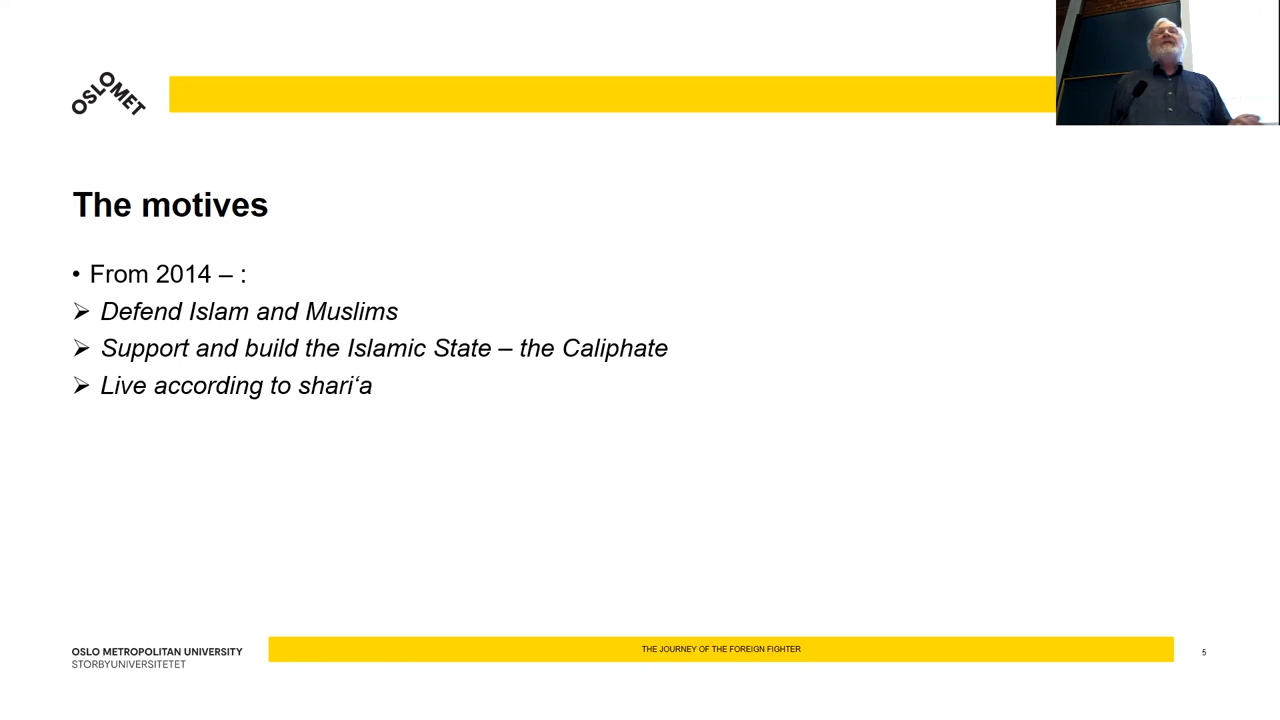 OSLOMET
The motives
• From 2014 – :
➢ Defend Islam and Muslims
➢ Support and build the Islamic State – the Caliphate
➢ Live according to shari‘a
OSLO METROPOLITAN UNIVERSITY
STORBYUNIVERSITETET
THE JOURNEY OF THE FOREIGN FIGHTER
5